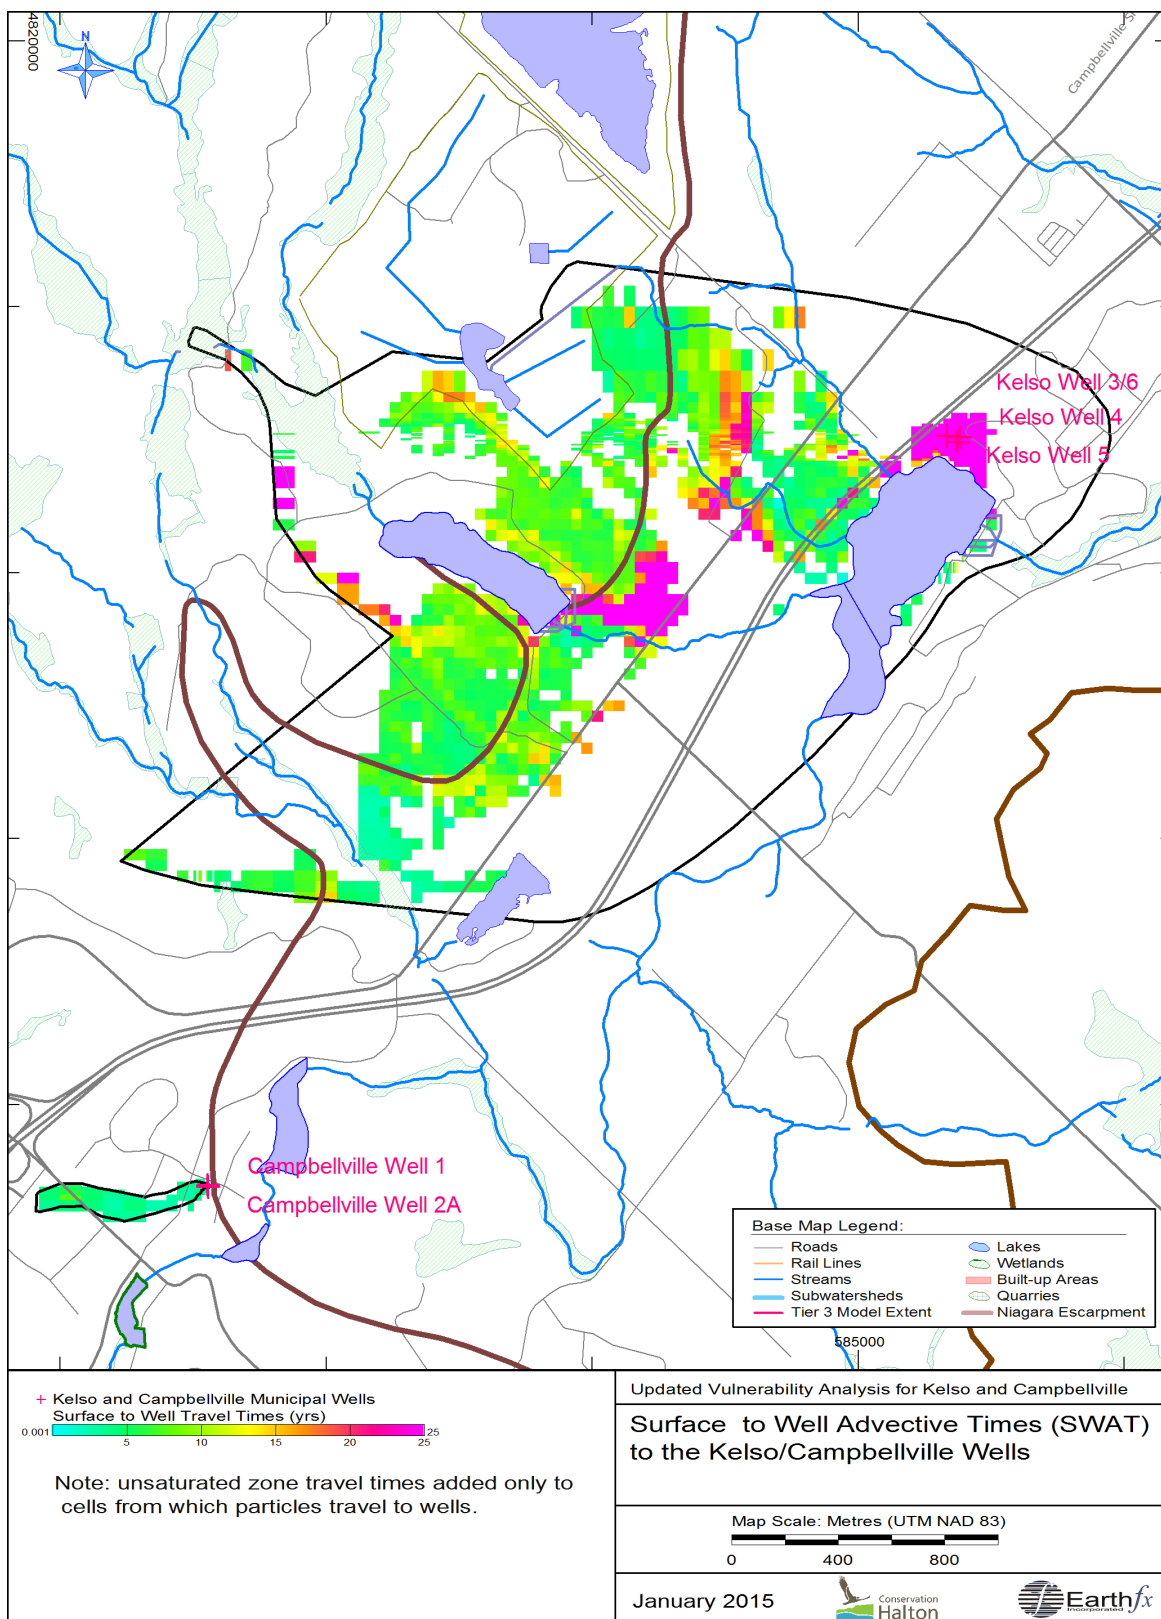 4820000
N
Campbellville S
Kelso Well 3/6
Kelso Well 4
Kelso Well 5
Campbellville Well 1
Campbellville Well 2A
Base Map Legend:
Roads
Rail Lines
Streams
Subwatersheds
Tier 3 Model Extent
Lakes
Wetlands
Built-up Areas
Quarries
Niagara Escarpment
585000
+ Kelso and Campbellville Municipal Wells
Surface to Well Travel Times (yrs)
0.001 25
5 10 15 20 25
Note: unsaturated zone travel times added only to
cells from which particles travel to wells.
Updated Vulnerability Analysis for Kelso and Campbellville
Surface to Well Advective Times (SWAT)
to the Kelso/Campbellville Wells
Map Scale: Metres (UTM NAD 83)
0 400 800
January 2015
Conservation
Halton
Earthfx
Incorporated